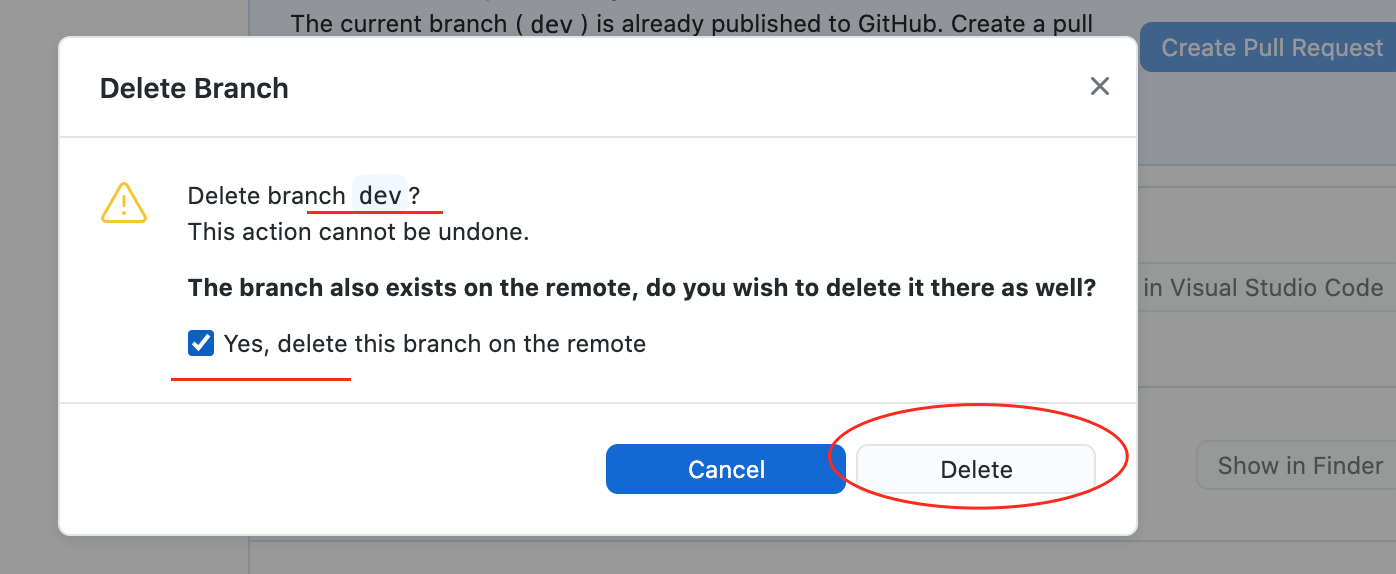 The current branch ( dev ) is already published to GitHub. Create a pull
Create Pull Request
Delete Branch
Delete branch dev ?
This action cannot be undone.
The branch also exists on the remote, do you wish to delete it there as well?
in Visual Studio Code
Yes, delete this branch on the remote
Cancel
Delete
Show in Finder